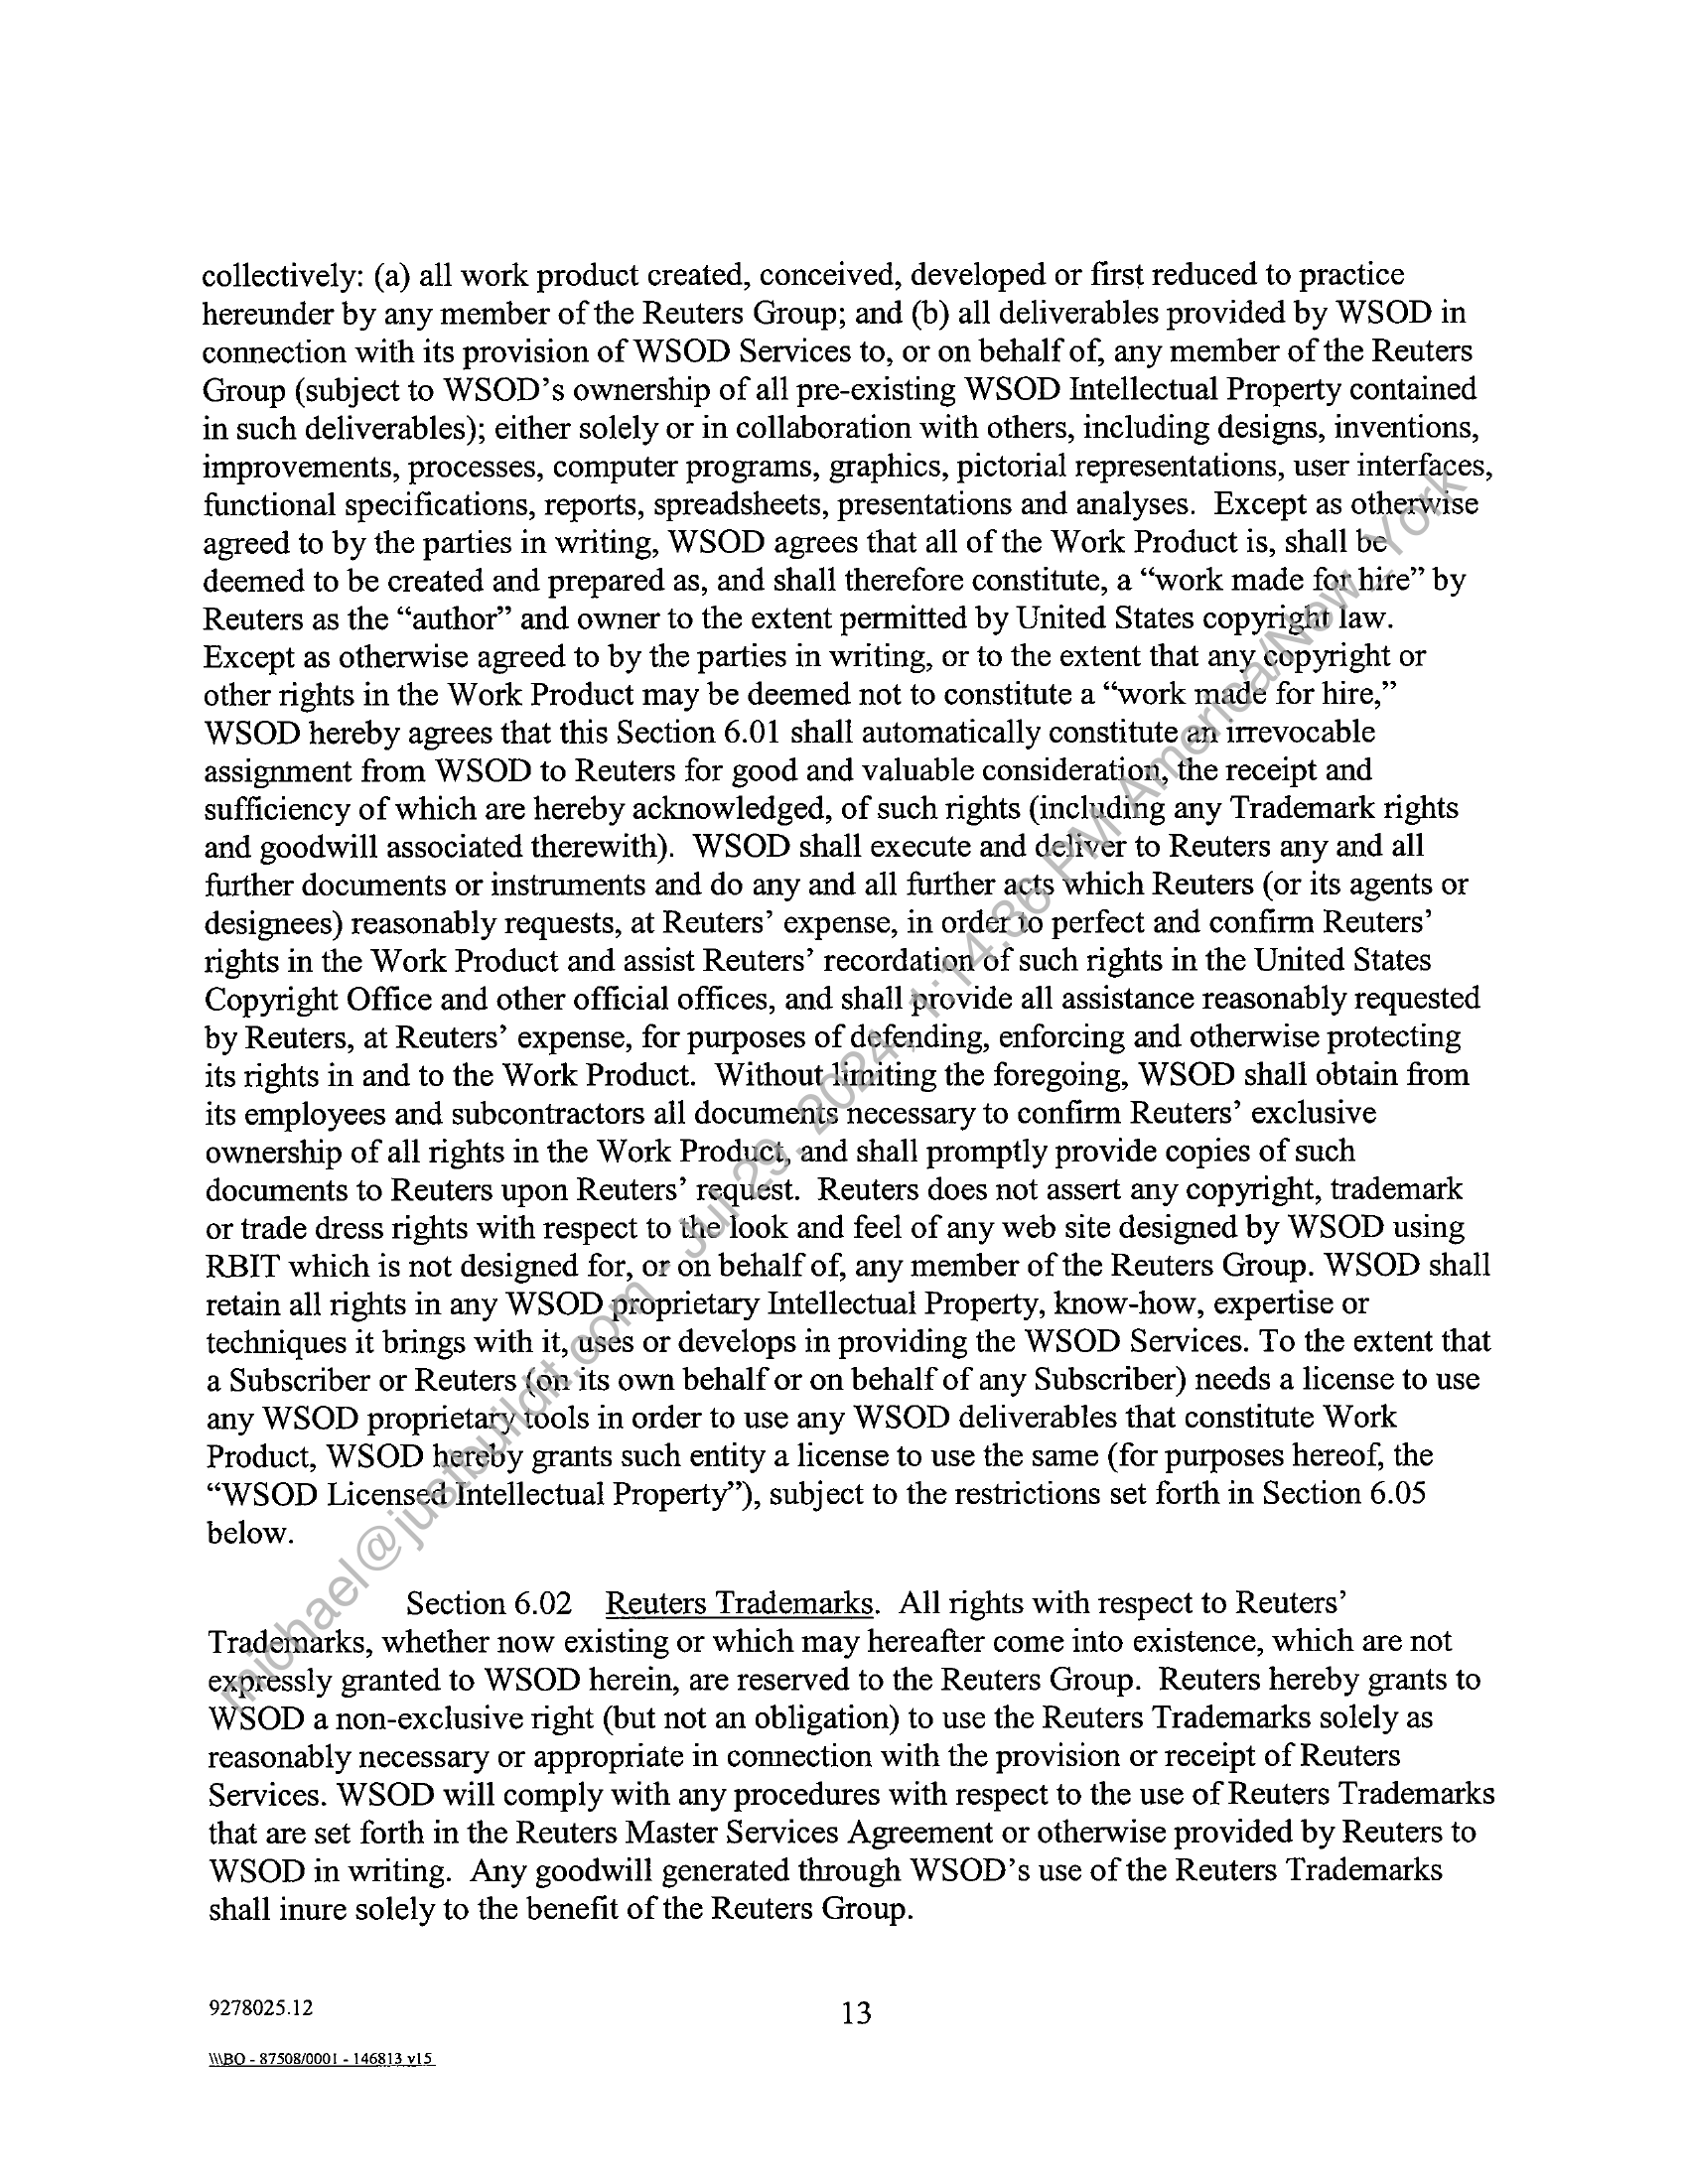 collectively: (a) all work product created, conceived, developed or first reduced to practice
hereunder by any member of the Reuters Group; and (b) all deliverables provided by WSOD in
connection with its provision of WSOD Services to, or on behalf of, any member of the Reuters
Group (subject to WSOD’s ownership of all pre-existing WSOD Intellectual Property contained
in such deliverables); either solely or in collaboration with others, including designs, inventions,
improvements, processes, computer programs, graphics, pictorial representations, user interfaces,
functional specifications, reports, spreadsheets, presentations and analyses.  Except as otherwise
agreed to by the parties in writing, WSOD agrees that all of the Work Product is, shall be
deemed to be created and prepared as, and shall therefore constitute, a “work made for hire” by
Reuters as the “author” and owner to the extent permitted by United States copyright law.
Except as otherwise agreed to by the parties in writing, or to the extent that any copyright or
other rights in the Work Product may be deemed not to constitute a “work made for hire,”
WSOD hereby agrees that this Section 6.01 shall automatically constitute an irrevocable
assignment from WSOD to Reuters for good and valuable consideration, the receipt and
sufficiency of which are hereby acknowledged, of such rights (including any Trademark rights
and goodwill associated therewith).  WSOD shall execute and deliver to Reuters any and all
further documents or instruments and do any and all further acts which Reuters (or its agents or
designees) reasonably requests, at Reuters’ expense, in order to perfect and confirm Reuters’
rights in the Work Product and assist Reuters’ recordation of such rights in the United States
Copyright Office and other official offices, and shall provide all assistance reasonably requested
by Reuters, at Reuters’ expense, for purposes of defending, enforcing and otherwise protecting
its rights in and to the Work Product.  Without limiting the foregoing, WSOD shall obtain from
its employees and subcontractors all documents necessary to confirm Reuters’ exclusive
ownership of all rights in the Work Product, and shall promptly provide copies of such
documents to Reuters upon Reuters’ request.  Reuters does not assert any copyright, trademark
or trade dress rights with respect to the look and feel of any web site designed by WSOD using
RBIT which is not designed for, or on behalf of, any member of the Reuters Group. WSOD shall
retain all rights in any WSOD proprietary Intellectual Property, know-how, expertise or
techniques it brings with it, uses or develops in providing the WSOD Services. To the extent that
a Subscriber or Reuters (on its own behalf or on behalf of any Subscriber) needs a license to use
any WSOD proprietary tools in order to use any WSOD deliverables that constitute Work
Product, WSOD hereby grants such entity a license to use the same (for purposes hereof, the
“WSOD Licensed Intellectual Property”), subject to the restrictions set forth in Section 6.05
below.
Section 6.02 Reuters Trademarks.  All rights with respect to Reuters’
Trademarks, whether now existing or which may hereafter come into existence, which are not
expressly granted to WSOD herein, are reserved to the Reuters Group.  Reuters hereby grants to
WSOD a non-exclusive right (but not an obligation) to use the Reuters Trademarks solely as
reasonably necessary or appropriate in connection with the provision or receipt of Reuters
Services. WSOD will comply with any procedures with respect to the use of Reuters Trademarks
that are set forth in the Reuters Master Services Agreement or otherwise provided by Reuters to
WSOD in writing.  Any goodwill generated through WSOD’s use of the Reuters Trademarks
shall inure solely to the benefit of the Reuters Group.
9278025.12
13
\\\BO - 87508/0001 - 146813 v15
michael@justbuildit.com - Jul 29, 2024, 1:14:36 PM America/New_York